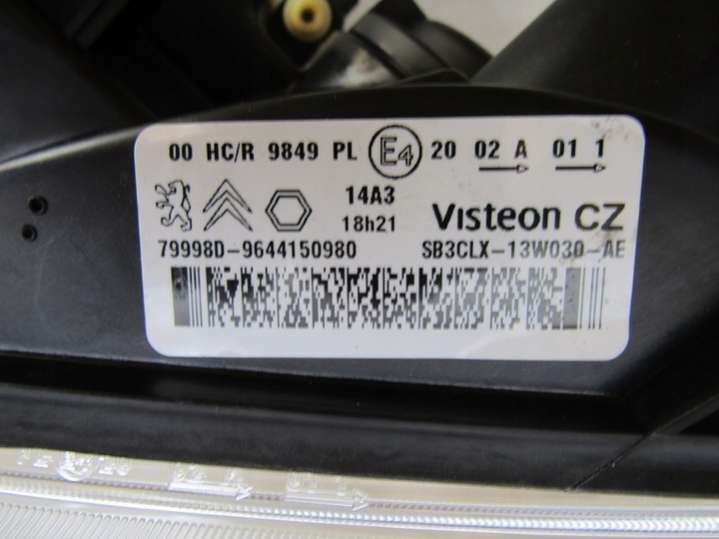 00 HC/R 9849 PL E4 20 02 A 01 1
14A3
18h21
Visteon CZ
79998D-9644150980 SB3CLX-13W030-AE